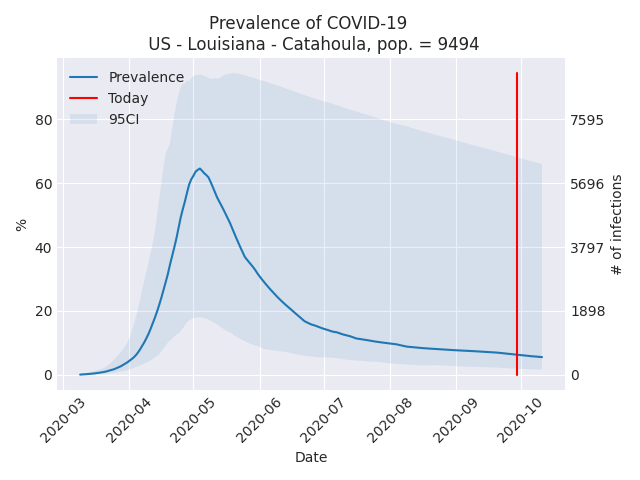 Prevalence of COVID-19
US - Louisiana - Catahoula, pop. = 9494
Prevalence
Today
95CI
%
80
60
40
20
0
7595
5696
3797
1898
0
# of infections
2020-03
2020-04
2020-05
2020-06
2020-07
2020-08
2020-09
2020-10
Date